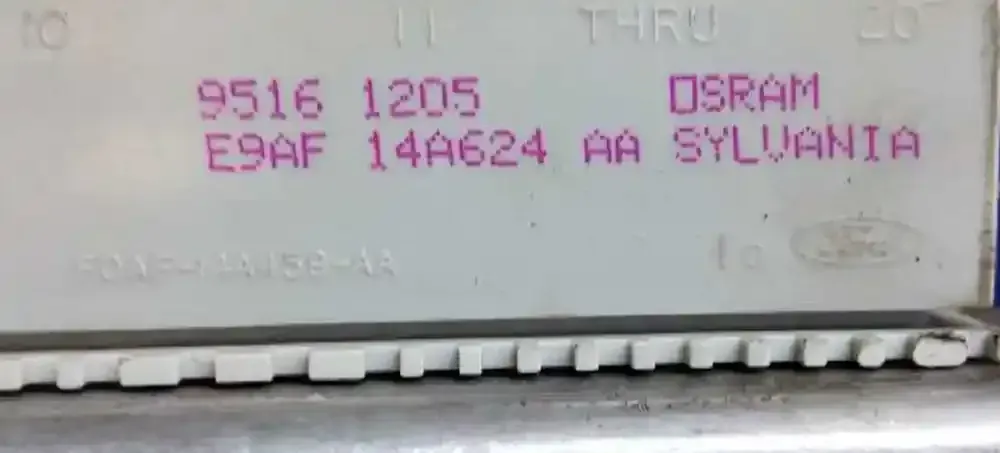 10 11 THRU 20
9516 1205 OSRAM
E9AF 14A624 AA SYLVANIA